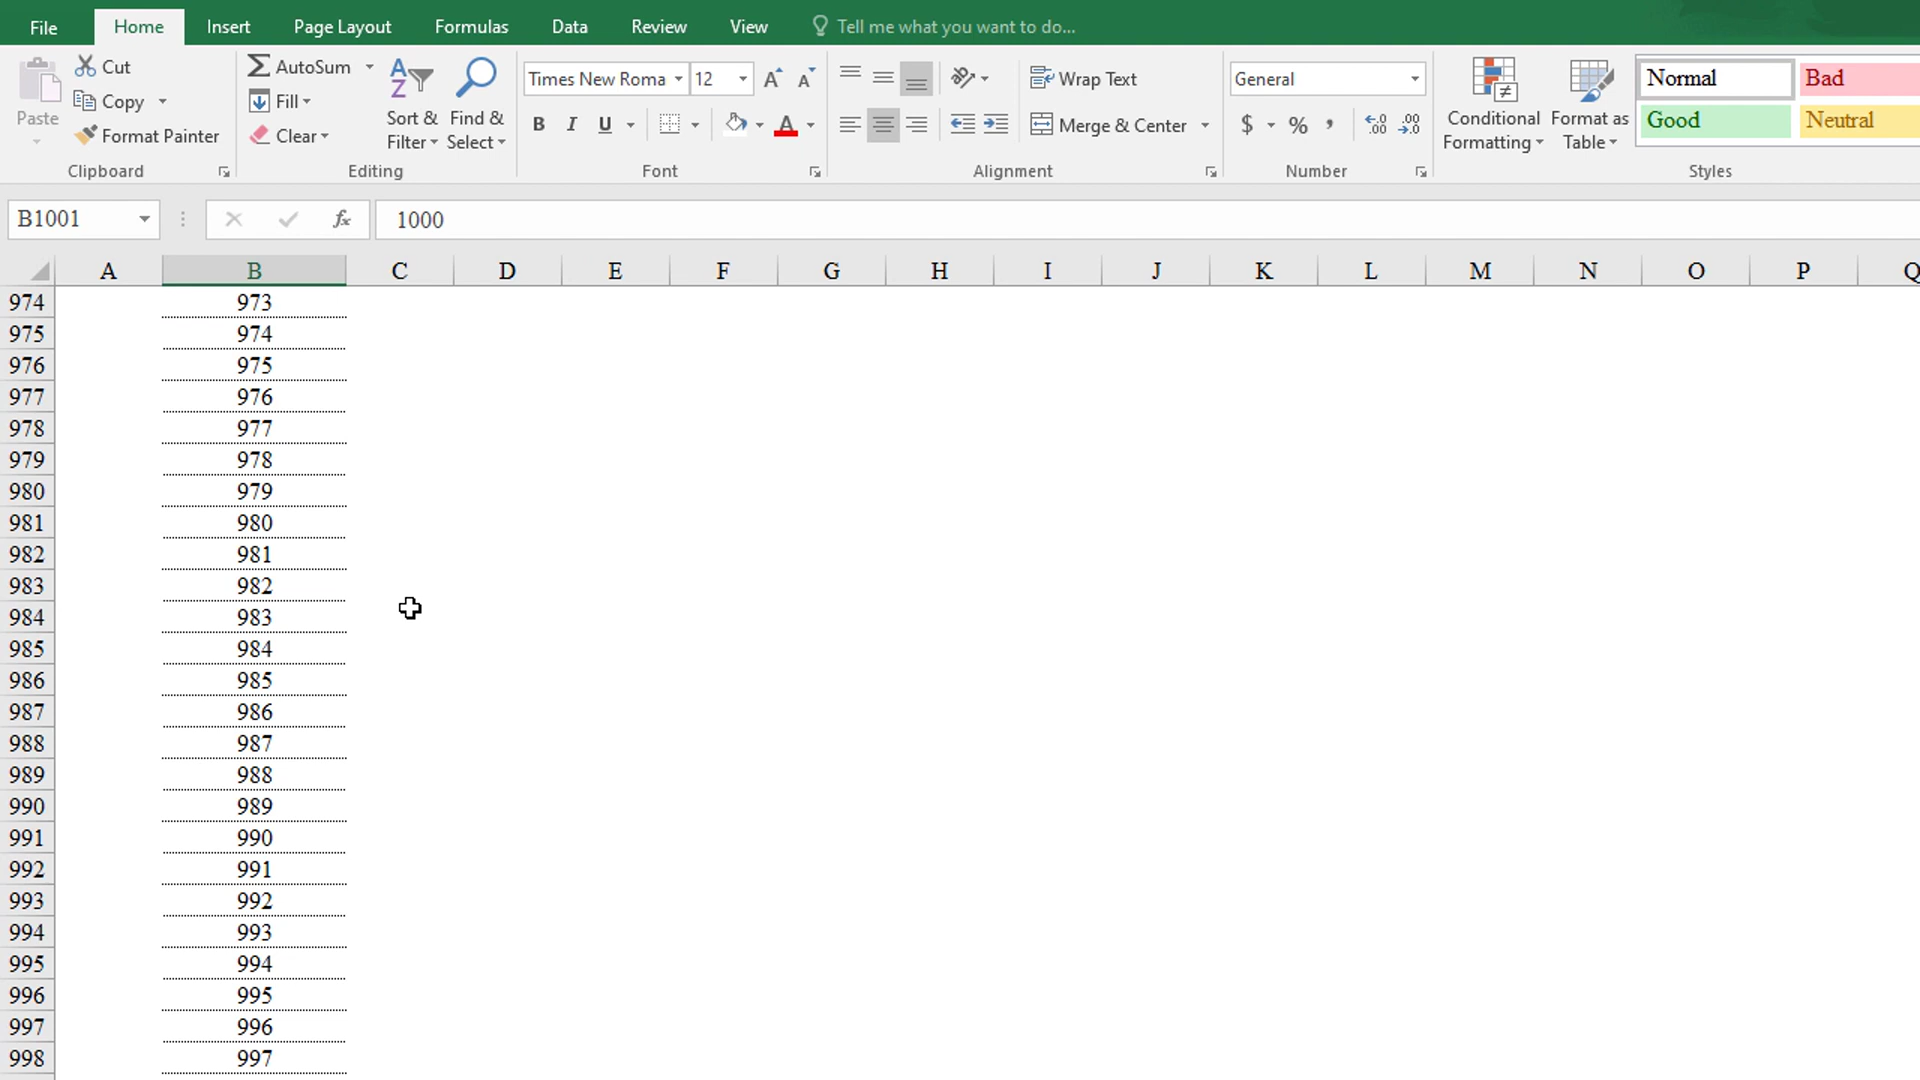 File Home Insert Page Layout Formulas Data Review View Tell me what you want to do...
Paste
Cut
Copy
Format Painter
Clipboard
AutoSum
Fill
Clear
Sort & Filter
Find & Select
Editing
Times New Roma 12
B I U
Font
Wrap Text
Merge & Center
Alignment
General
$ % ,
Number
Conditional Formatting
Format as Table
Normal Bad
Good Neutral
Styles
B1001 fx 1000
A B C D E F G H I J K L M N O P Q
974 973
975 974
976 975
977 976
978 977
979 978
980 979
981 980
982 981
983 982
984 983
985 984
986 985
987 986
988 987
989 988
990 989
991 990
992 991
993 992
994 993
995 994
996 995
997 996
998 997